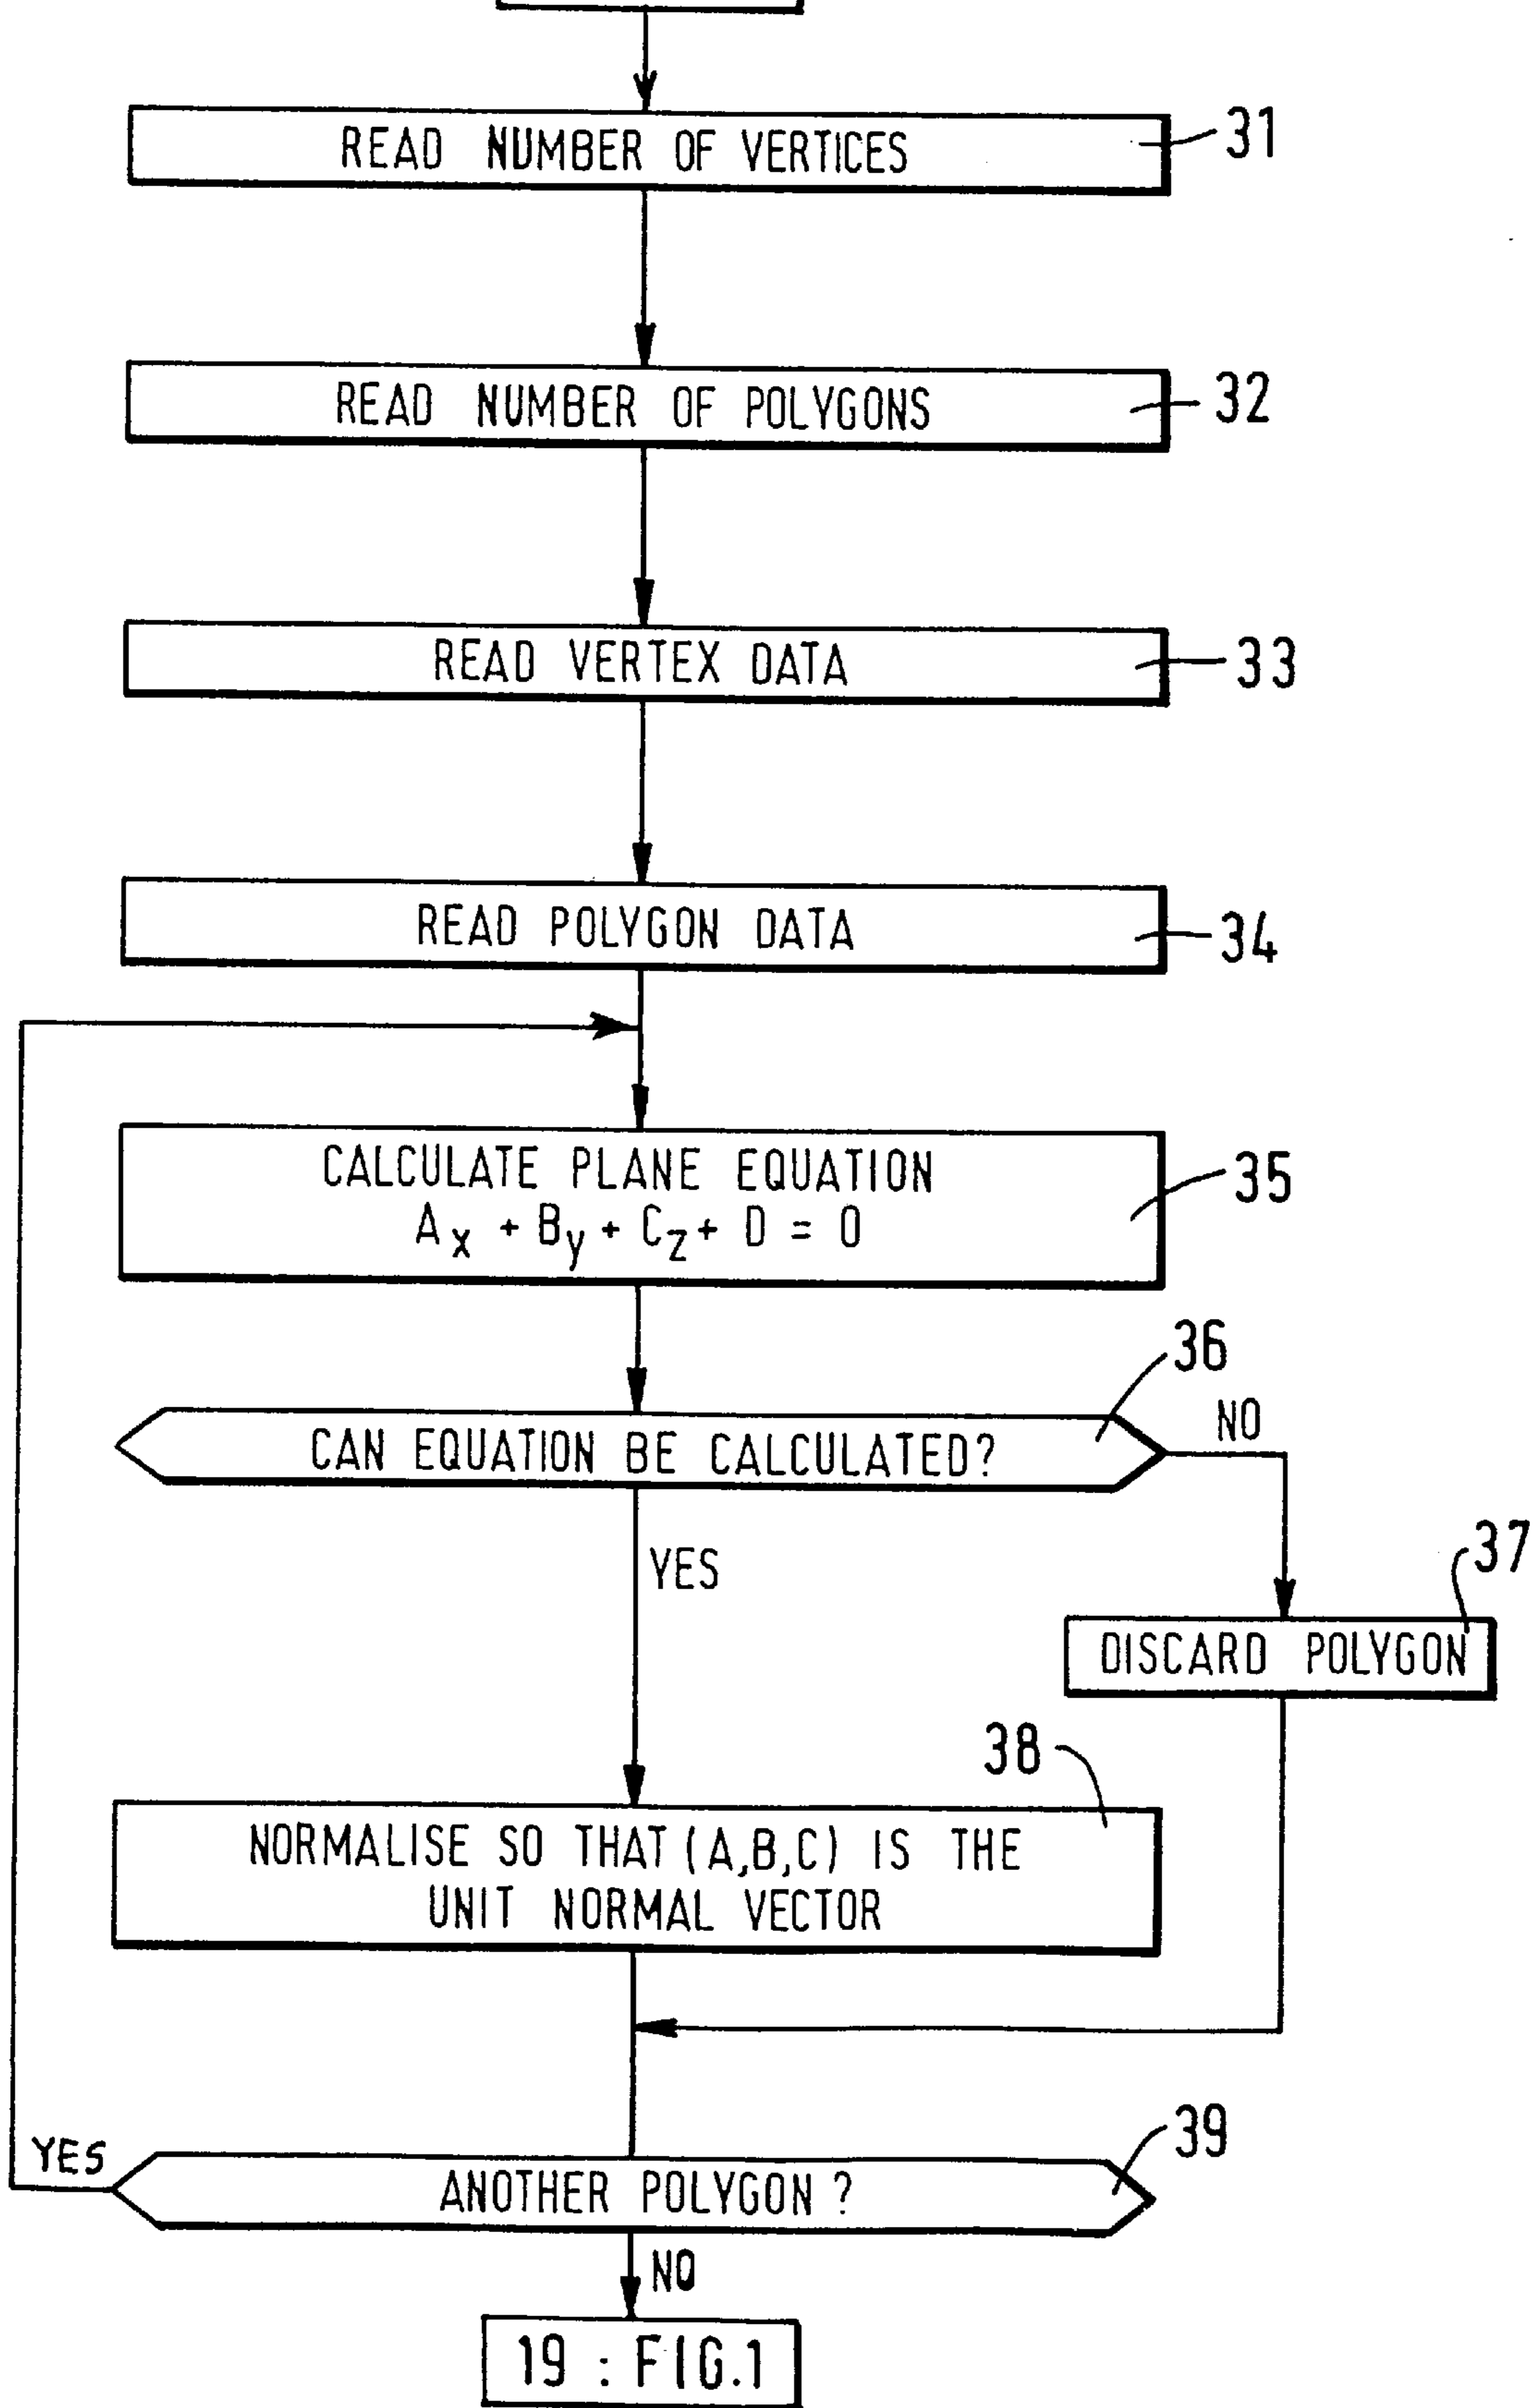 READ NUMBER OF VERTICES
31
READ NUMBER OF POLYGONS
32
READ VERTEX DATA
33
READ POLYGON DATA
34
CALCULATE PLANE EQUATION
Ax + By + Cz + D = 0
35
36
CAN EQUATION BE CALCULATED?
NO
YES
37
DISCARD POLYGON
38
NORMALISE SO THAT (A,B,C) IS THE
UNIT NORMAL VECTOR
39
YES
ANOTHER POLYGON ?
NO
19 : FIG.1